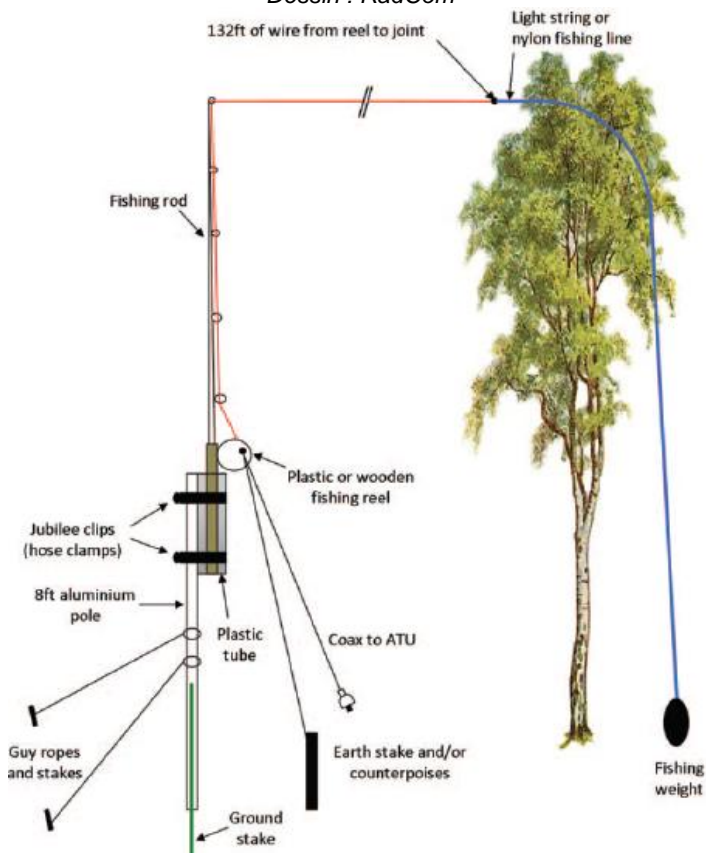 Dessin : RadCom
132ft of wire from reel to joint
Light string or
nylon fishing line
Fishing rod
Plastic or wooden
fishing reel
Jubilee clips
(hose clamps)
8ft aluminium
pole
Plastic
tube
Coax to ATU
Guy ropes
and stakes
Earth stake and/or
counterpoises
Fishing
weight
Ground
stake